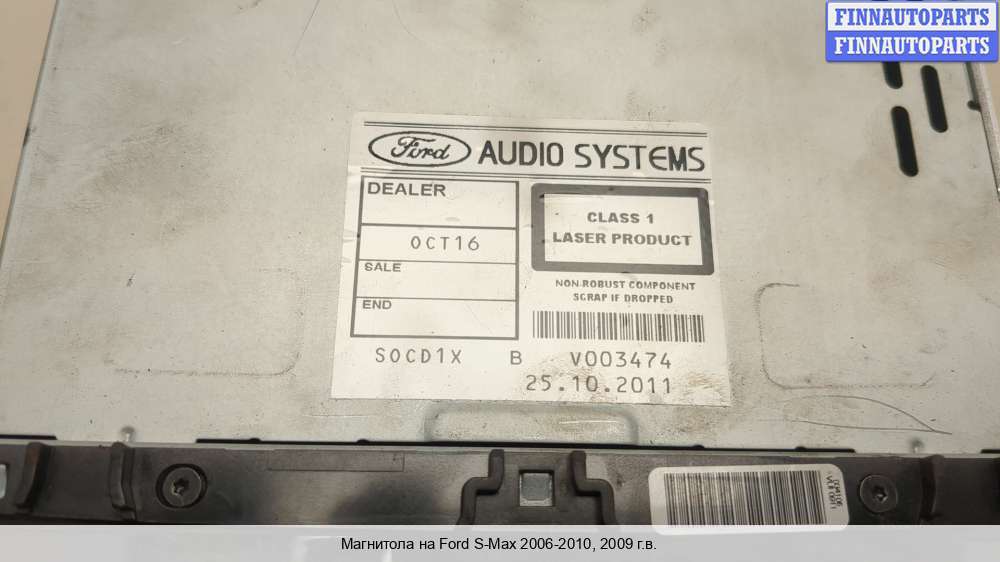 FINNAUTOPARTS
FINNAUTOPARTS
Ford AUDIO SYSTEMS
DEALER
OCT16
SALE
END
CLASS 1
LASER PRODUCT
NON-ROBUST COMPONENT
SCRAP IF DROPPED
SOCD1X B V003474
25.10.2011
Магнитола на Ford S-Max 2006-2010, 2009 г.в.